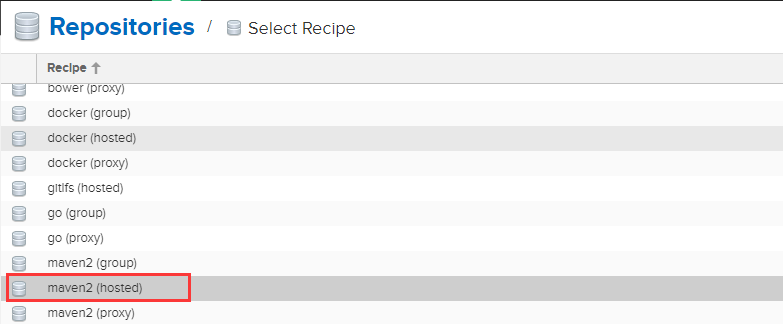 Repositories / Select Recipe
Recipe
bower (proxy)
docker (group)
docker (hosted)
docker (proxy)
gitlfs (hosted)
go (group)
go (proxy)
maven2 (group)
maven2 (hosted)
maven2 (proxy)